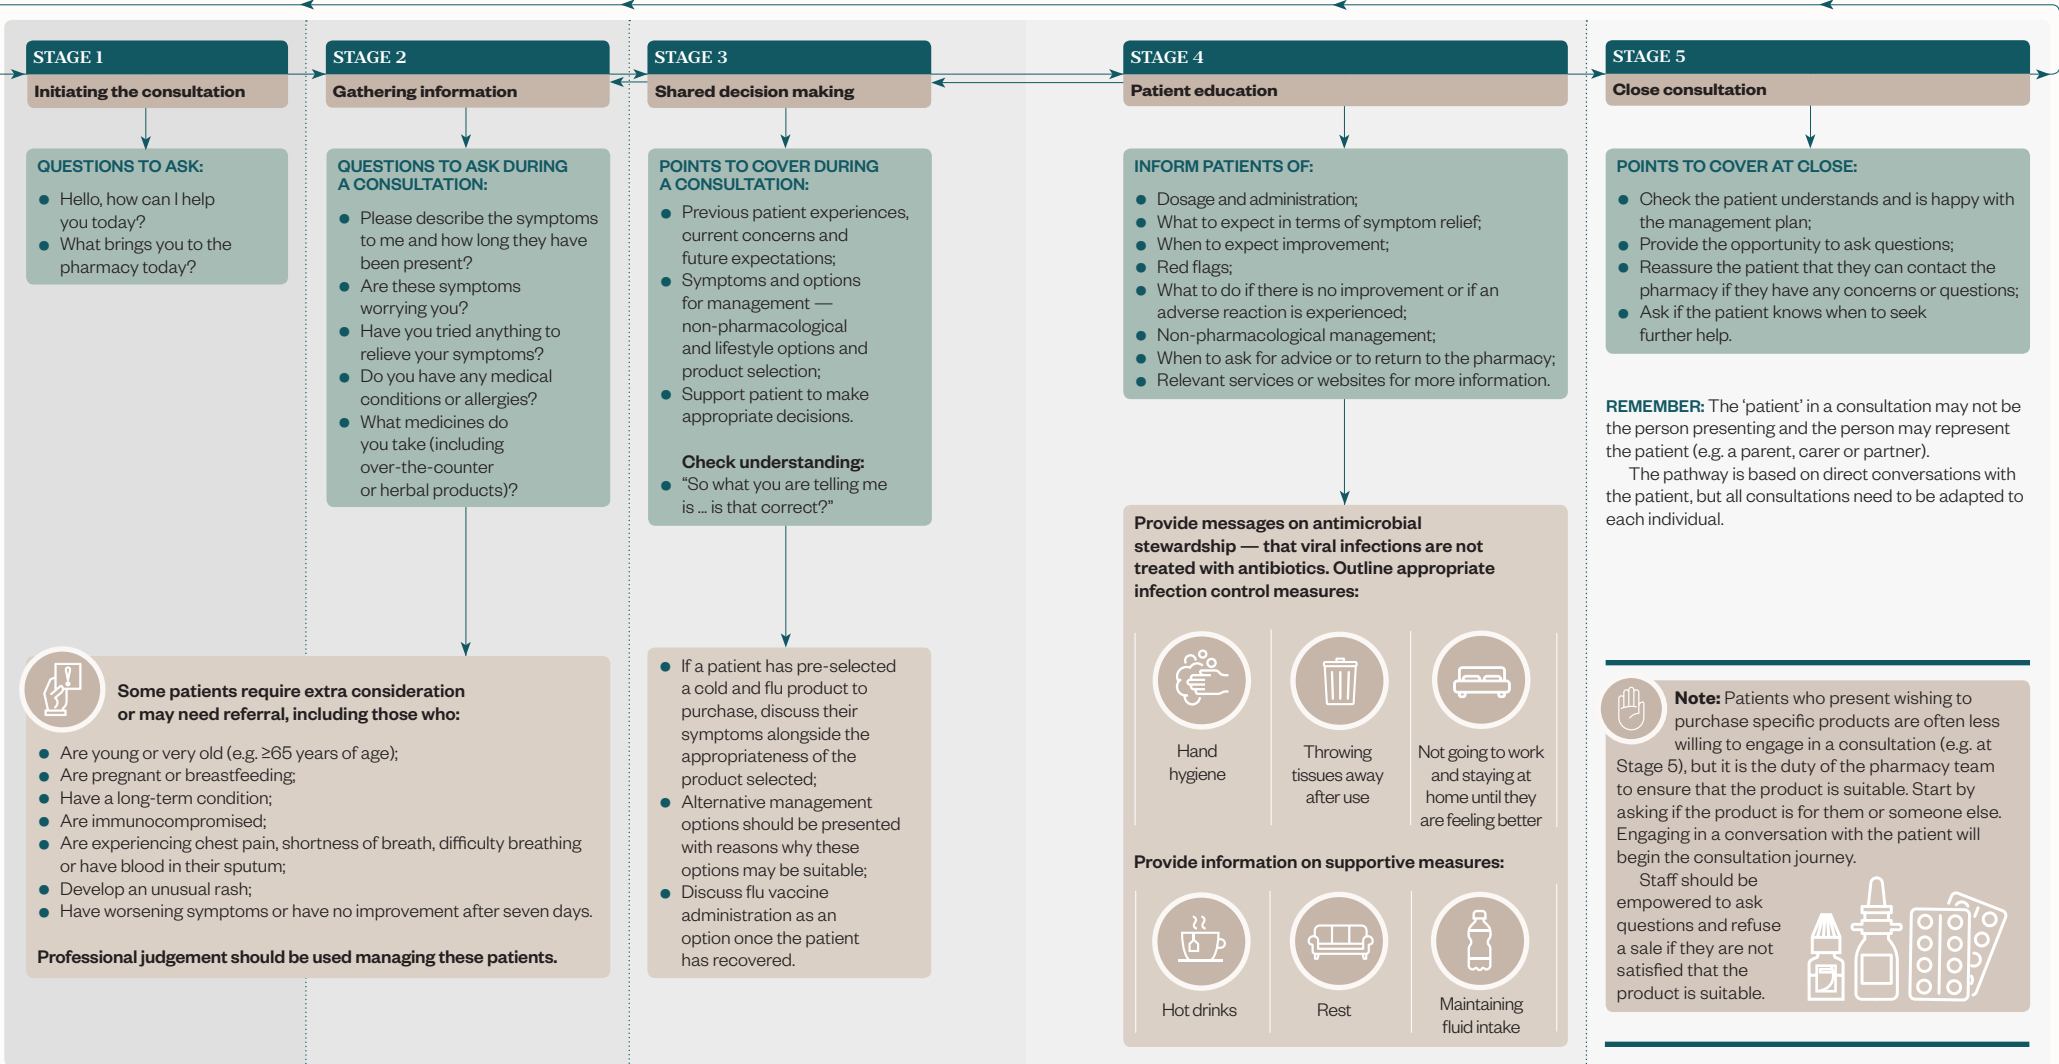 STAGE 1
Initiating the consultation
QUESTIONS TO ASK:
● Hello, how can I help
you today?
● What brings you to the
pharmacy today?
STAGE 2
Gathering information
QUESTIONS TO ASK DURING
A CONSULTATION:
● Please describe the symptoms
to me and how long they have
been present?
● Are these symptoms
worrying you?
● Have you tried anything to
relieve your symptoms?
● Do you have any medical
conditions or allergies?
● What medicines do
you take (including
over-the-counter
or herbal products)?
Some patients require extra consideration
or may need referral, including those who:
● Are young or very old (e.g. ≥65 years of age);
● Are pregnant or breastfeeding;
● Have a long-term condition;
● Are immunocompromised;
● Are experiencing chest pain, shortness of breath, difficulty breathing
or have blood in their sputum;
● Develop an unusual rash;
● Have worsening symptoms or have no improvement after seven days.
Professional judgement should be used managing these patients.
STAGE 3
Shared decision making
POINTS TO COVER DURING
A CONSULTATION:
● Previous patient experiences,
current concerns and
future expectations;
● Symptoms and options
for management —
non-pharmacological
and lifestyle options and
product selection;
● Support patient to make
appropriate decisions.
Check understanding:
● “So what you are telling me
is ... is that correct?”
● If a patient has pre-selected
a cold and flu product to
purchase, discuss their
symptoms alongside the
appropriateness of the
product selected;
● Alternative management
options should be presented
with reasons why these
options may be suitable;
● Discuss flu vaccine
administration as an
option once the patient
has recovered.
STAGE 4
Patient education
INFORM PATIENTS OF:
● Dosage and administration;
● What to expect in terms of symptom relief;
● When to expect improvement;
● Red flags;
● What to do if there is no improvement or if an
adverse reaction is experienced;
● Non-pharmacological management;
● When to ask for advice or to return to the pharmacy;
● Relevant services or websites for more information.
Provide messages on antimicrobial
stewardship — that viral infections are not
treated with antibiotics. Outline appropriate
infection control measures:
Hand
hygiene
Throwing
tissues away
after use
Not going to work
and staying at
home until they
are feeling better
Provide information on supportive measures:
Hot drinks
Rest
Maintaining
fluid intake
STAGE 5
Close consultation
POINTS TO COVER AT CLOSE:
● Check the patient understands and is happy with
the management plan;
● Provide the opportunity to ask questions;
● Reassure the patient that they can contact the
pharmacy if they have any concerns or questions;
● Ask if the patient knows when to seek
further help.
REMEMBER: The ‘patient’ in a consultation may not be
the person presenting and the person may represent
the patient (e.g. a parent, carer or partner).
The pathway is based on direct conversations with
the patient, but all consultations need to be adapted to
each individual.
Note: Patients who present wishing to
purchase specific products are often less
willing to engage in a consultation (e.g. at
Stage 5), but it is the duty of the pharmacy team
to ensure that the product is suitable. Start by
asking if the product is for them or someone else.
Engaging in a conversation with the patient will
begin the consultation journey.
Staff should be
empowered to ask
questions and refuse
a sale if they are not
satisfied that the
product is suitable.